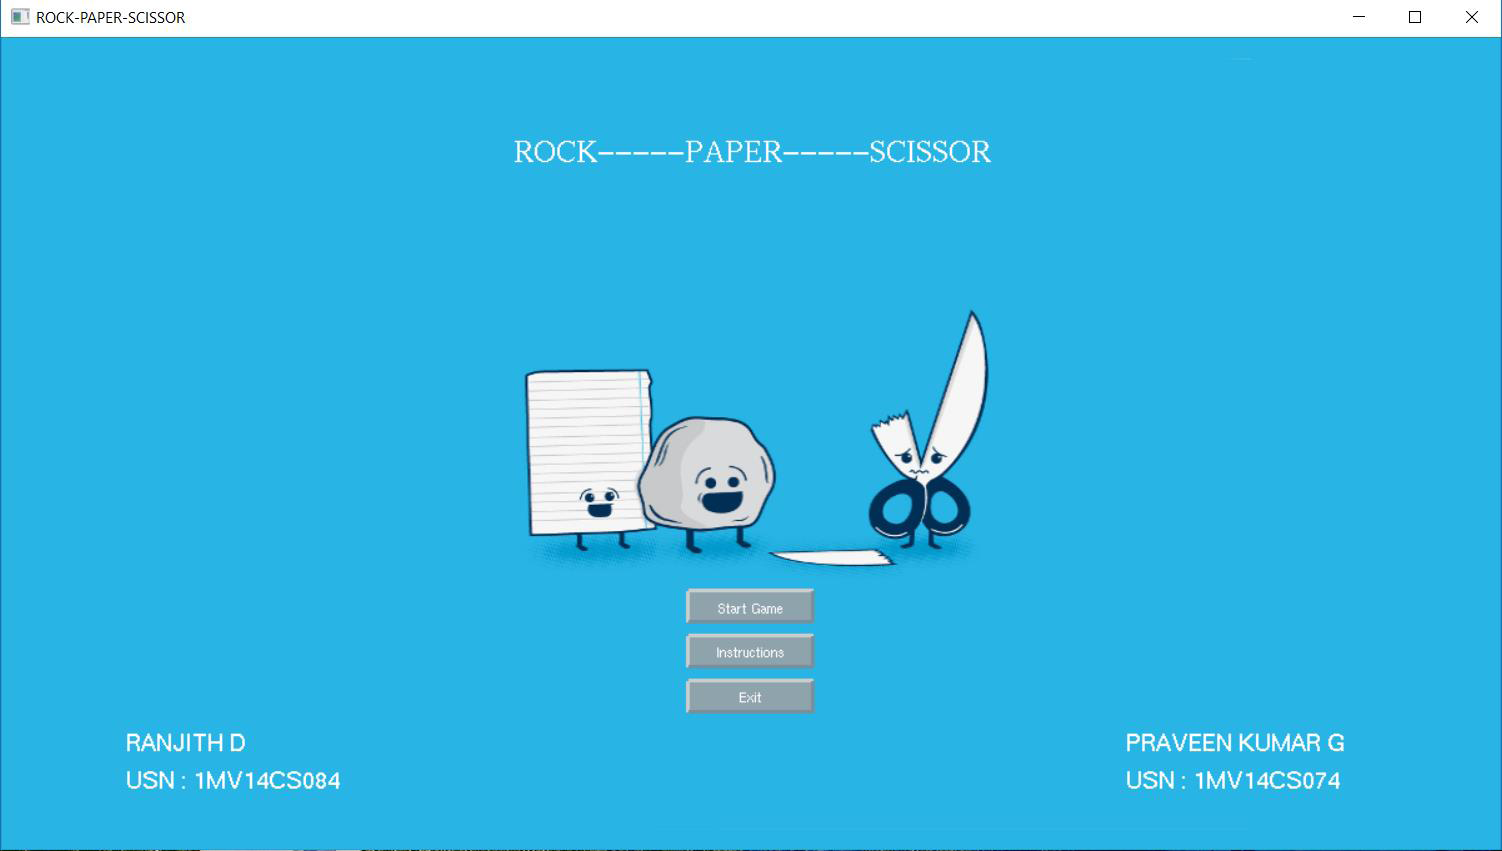 ROCK-PAPER-SCISSOR
ROCK-----PAPER-----SCISSOR
Start Game
Instructions
Exit
RANJITH D
USN : 1MV14CS084
PRAVEEN KUMAR G
USN : 1MV14CS074